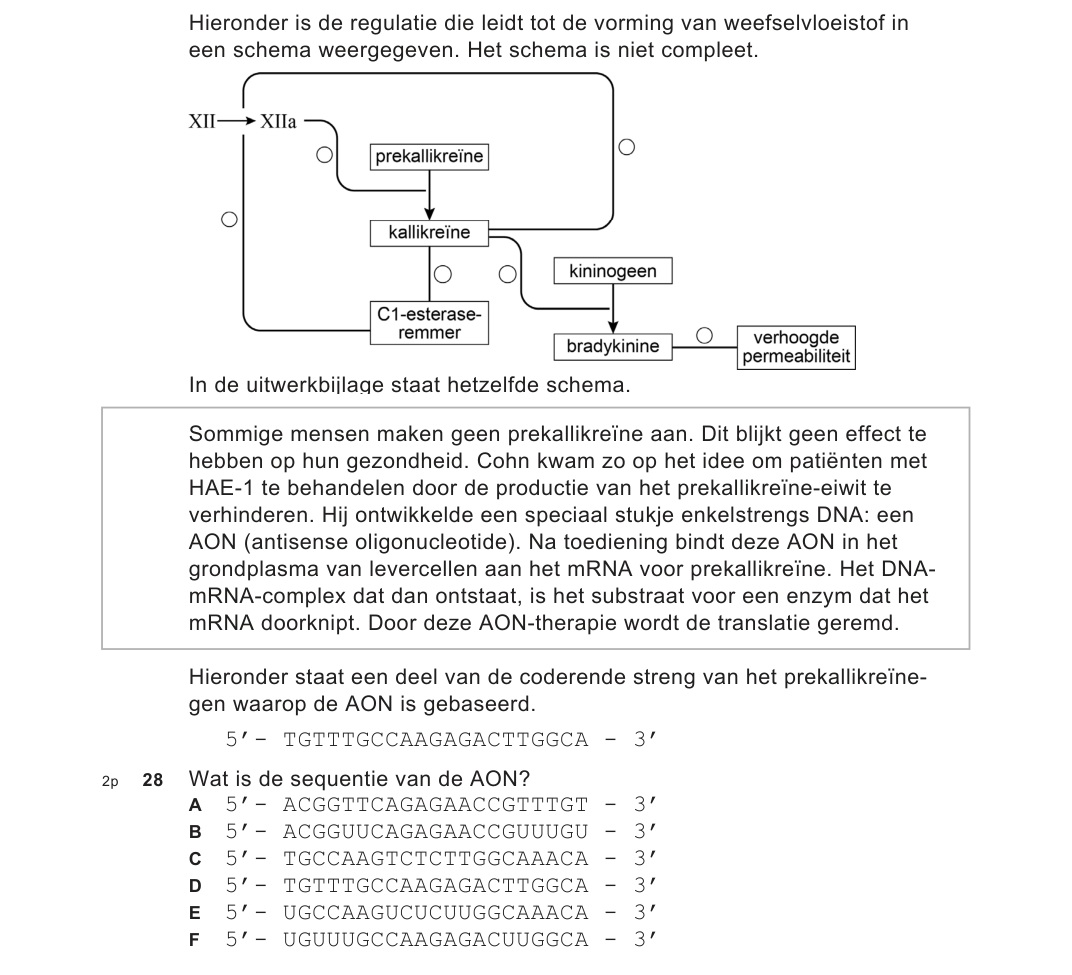 Hieronder is de regulatie die leidt tot de vorming van weefselvloeistof in
een schema weergegeven. Het schema is niet compleet.
XII XIIa
prekallikreïne
kallikreïne
kininogeen
C1-esterase-
remmer
bradykinine
verhoogde
permeabiliteit
In de uitwerkbijlage staat hetzelfde schema.
Sommige mensen maken geen prekallikreïne aan. Dit blijkt geen effect te
hebben op hun gezondheid. Cohn kwam zo op het idee om patiënten met
HAE-1 te behandelen door de productie van het prekallikreïne-eiwit te
verhinderen. Hij ontwikkelde een speciaal stukje enkelstrengs DNA: een
AON (antisense oligonucleotide). Na toediening bindt deze AON in het
grondplasma van levercellen aan het mRNA voor prekallikreïne. Het DNA-
mRNA-complex dat dan ontstaat, is het substraat voor een enzym dat het
mRNA doorknipt. Door deze AON-therapie wordt de translatie geremd.
Hieronder staat een deel van de coderende streng van het prekallikreïne-
gen waarop de AON is gebaseerd.
5′- TGTTTGCCAAGAGACTTGGCA - 3′
2p 28 Wat is de sequentie van de AON?
A 5′- ACGGTTCAGAGAACCGTTTGT - 3′
B 5′- ACGGUUCAGAGAACCGUUUGU - 3′
C 5′- TGCCAAGTCTCTTGGCAAACA - 3′
D 5′- TGTTTGCCAAGAGACTTGGCA - 3′
E 5′- UGCCAAGUCUCUUGGCAAACA - 3′
F 5′- UGUUUGCCAAGAGACUUGGCA - 3′